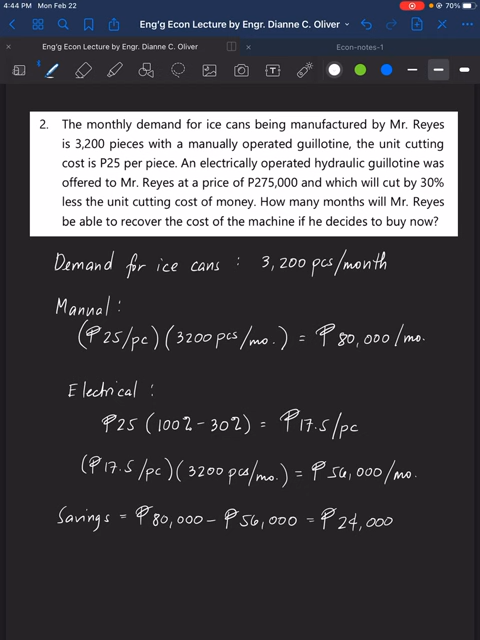 4:44 PM Mon Feb 22
70%
Eng'g Econ Lecture by Engr. Dianne C. Oliver
Eng'g Econ Lecture by Engr. Dianne C. Oliver
Econ-notes-1
2. The monthly demand for ice cans being manufactured by Mr. Reyes
is 3,200 pieces with a manually operated guillotine, the unit cutting
cost is P25 per piece. An electrically operated hydraulic guillotine was
offered to Mr. Reyes at a price of P275,000 and which will cut by 30%
less the unit cutting cost of money. How many months will Mr. Reyes
be able to recover the cost of the machine if he decides to buy now?
Demand for ice cans : 3,200 pcs/month
Manual :
(₱25/pc)(3200 pcs/mo.) = ₱80,000/mo.
Electrical :
₱25 (100% - 30%) = ₱17.5/pc
(₱17.5/pc)(3200 pcs/mo.) = ₱56,000/mo.
Savings = ₱80,000 - ₱56,000 = ₱24,000